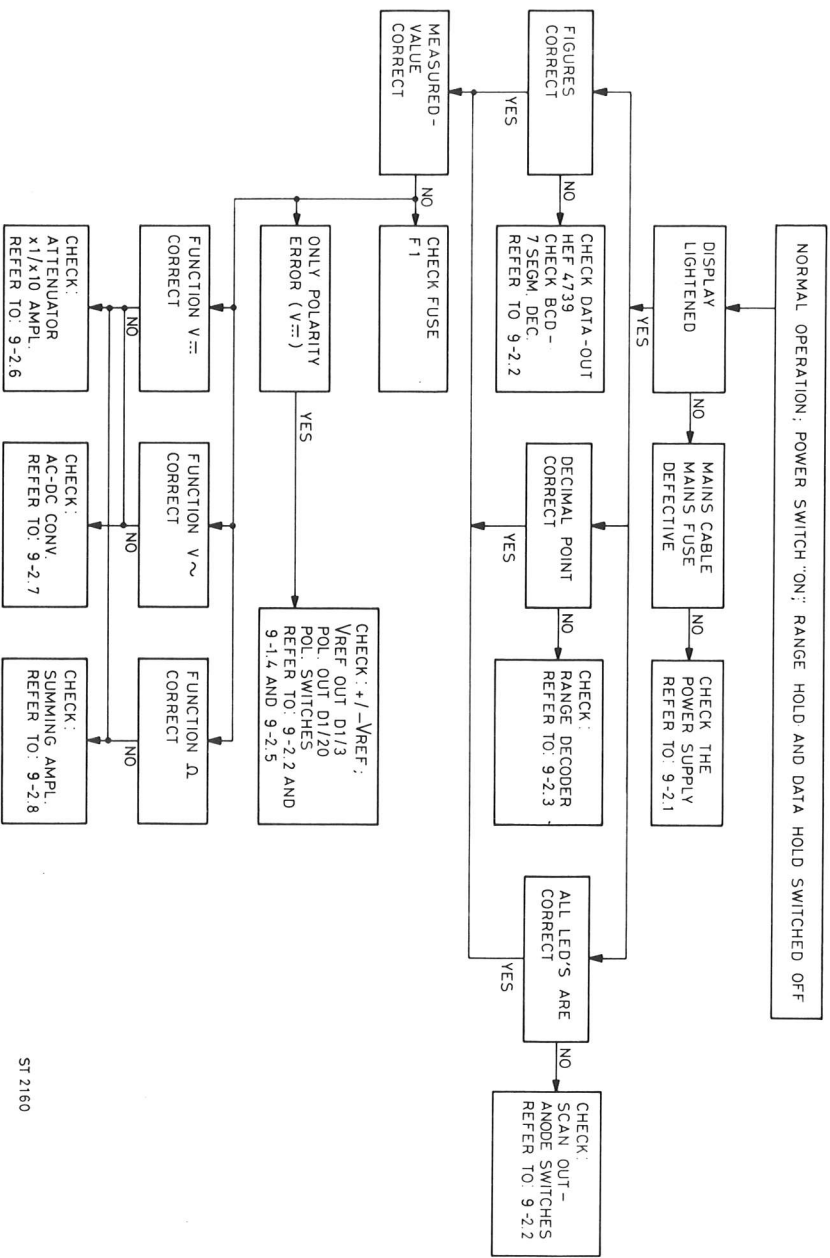 NORMAL OPERATION; POWER SWITCH "ON"; RANGE HOLD AND DATA HOLD SWITCHED OFF
DISPLAY
LIGHTENED
NO
YES
MAINS CABLE
MAINS FUSE
DEFECTIVE
NO
CHECK THE
POWER SUPPLY
REFER TO: 9-2.1
FIGURES
CORRECT
NO
YES
CHECK DATA-OUT
HEF 4739
CHECK BCD-
7 SEGM. DEC.
REFER TO 9-2.2
DECIMAL POINT
CORRECT
NO
YES
CHECK:
RANGE DECODER
REFER TO: 9-2.3
ALL LED'S ARE
CORRECT
NO
YES
CHECK:
SCAN OUT-
ANODE SWITCHES
REFER TO: 9-2.2
MEASURED-
VALUE
CORRECT
NO
CHECK FUSE
F1
ONLY POLARITY
ERROR (V⎓)
YES
CHECK: +/-VREF;
VREF OUT D1/3
POL. OUT D1/20
POL. SWITCHES
REFER TO: 9-2.2 AND
9-1.4 AND 9-2.5
FUNCTION V⎓
CORRECT
NO
FUNCTION V~
CORRECT
NO
FUNCTION Ω
CORRECT
NO
CHECK:
ATTENUATOR
x1/x10 AMPL.
REFER TO: 9-2.6
CHECK:
AC-DC CONV.
REFER TO: 9-2.7
CHECK:
SUMMING AMPL.
REFER TO: 9-2.8
ST 2160